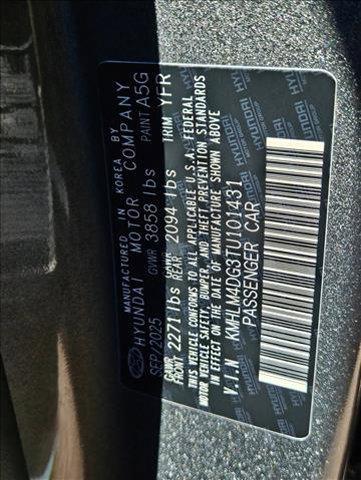 MANUFACTURED IN KOREA BY
HYUNDAI MOTOR COMPANY
SEP/2025 GVWR 3858 lbs PAINT A5G
GAWR GAWR
FRONT 2271 lbs REAR 2094 lbs TRIM YFR
THIS VEHICLE CONFORMS TO ALL APPLICABLE U.S.A. FEDERAL
MOTOR VEHICLE SAFETY, BUMPER, AND THEFT PREVENTION STANDARDS
IN EFFECT ON THE DATE OF MANUFACTURE SHOWN ABOVE
V.I.N KMHLM4DG3TU101431
PASSENGER CAR